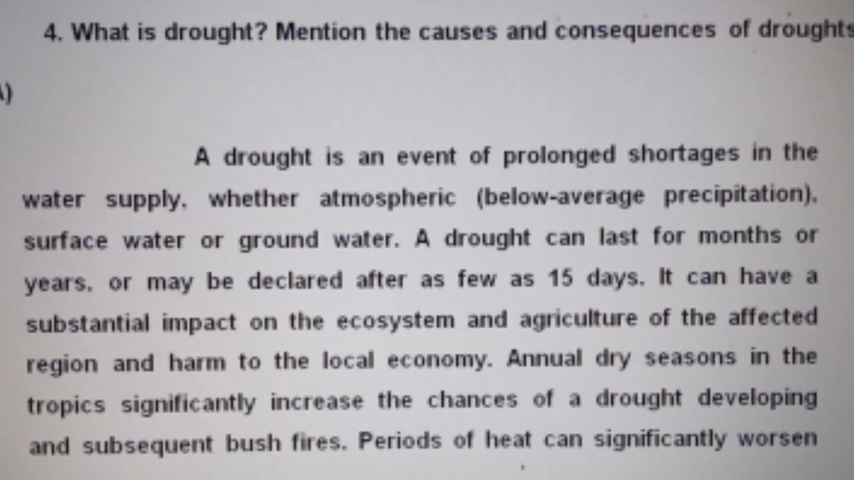 4. What is drought? Mention the causes and consequences of droughts
A)
A drought is an event of prolonged shortages in the
water supply, whether atmospheric (below-average precipitation),
surface water or ground water. A drought can last for months or
years, or may be declared after as few as 15 days. It can have a
substantial impact on the ecosystem and agriculture of the affected
region and harm to the local economy. Annual dry seasons in the
tropics significantly increase the chances of a drought developing
and subsequent bush fires. Periods of heat can significantly worsen